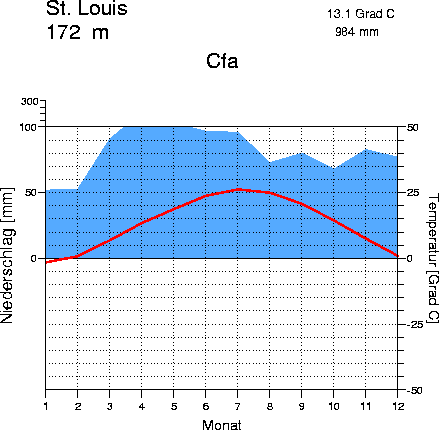 St. Louis
172 m
13.1 Grad C
984 mm
Cfa
300
100
50
0
Niederschlag [mm]
50
25
0
-25
-50
Temperatur [Grad C]
1 2 3 4 5 6 7 8 9 10 11 12
Monat